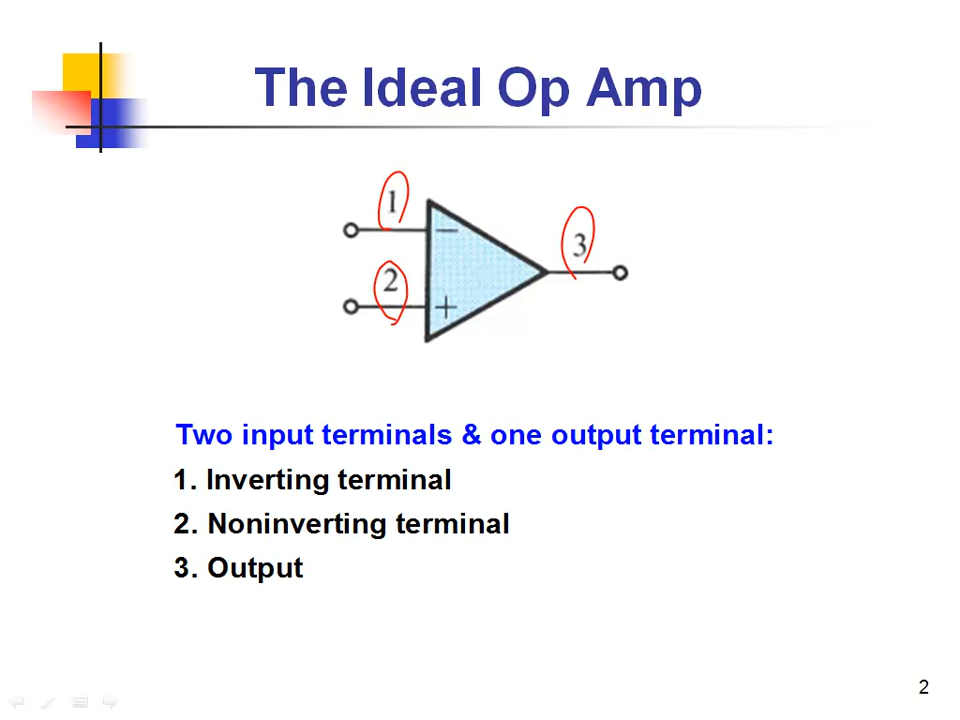 The Ideal Op Amp
1
−
3
2
+
Two input terminals & one output terminal:
1. Inverting terminal
2. Noninverting terminal
3. Output
2